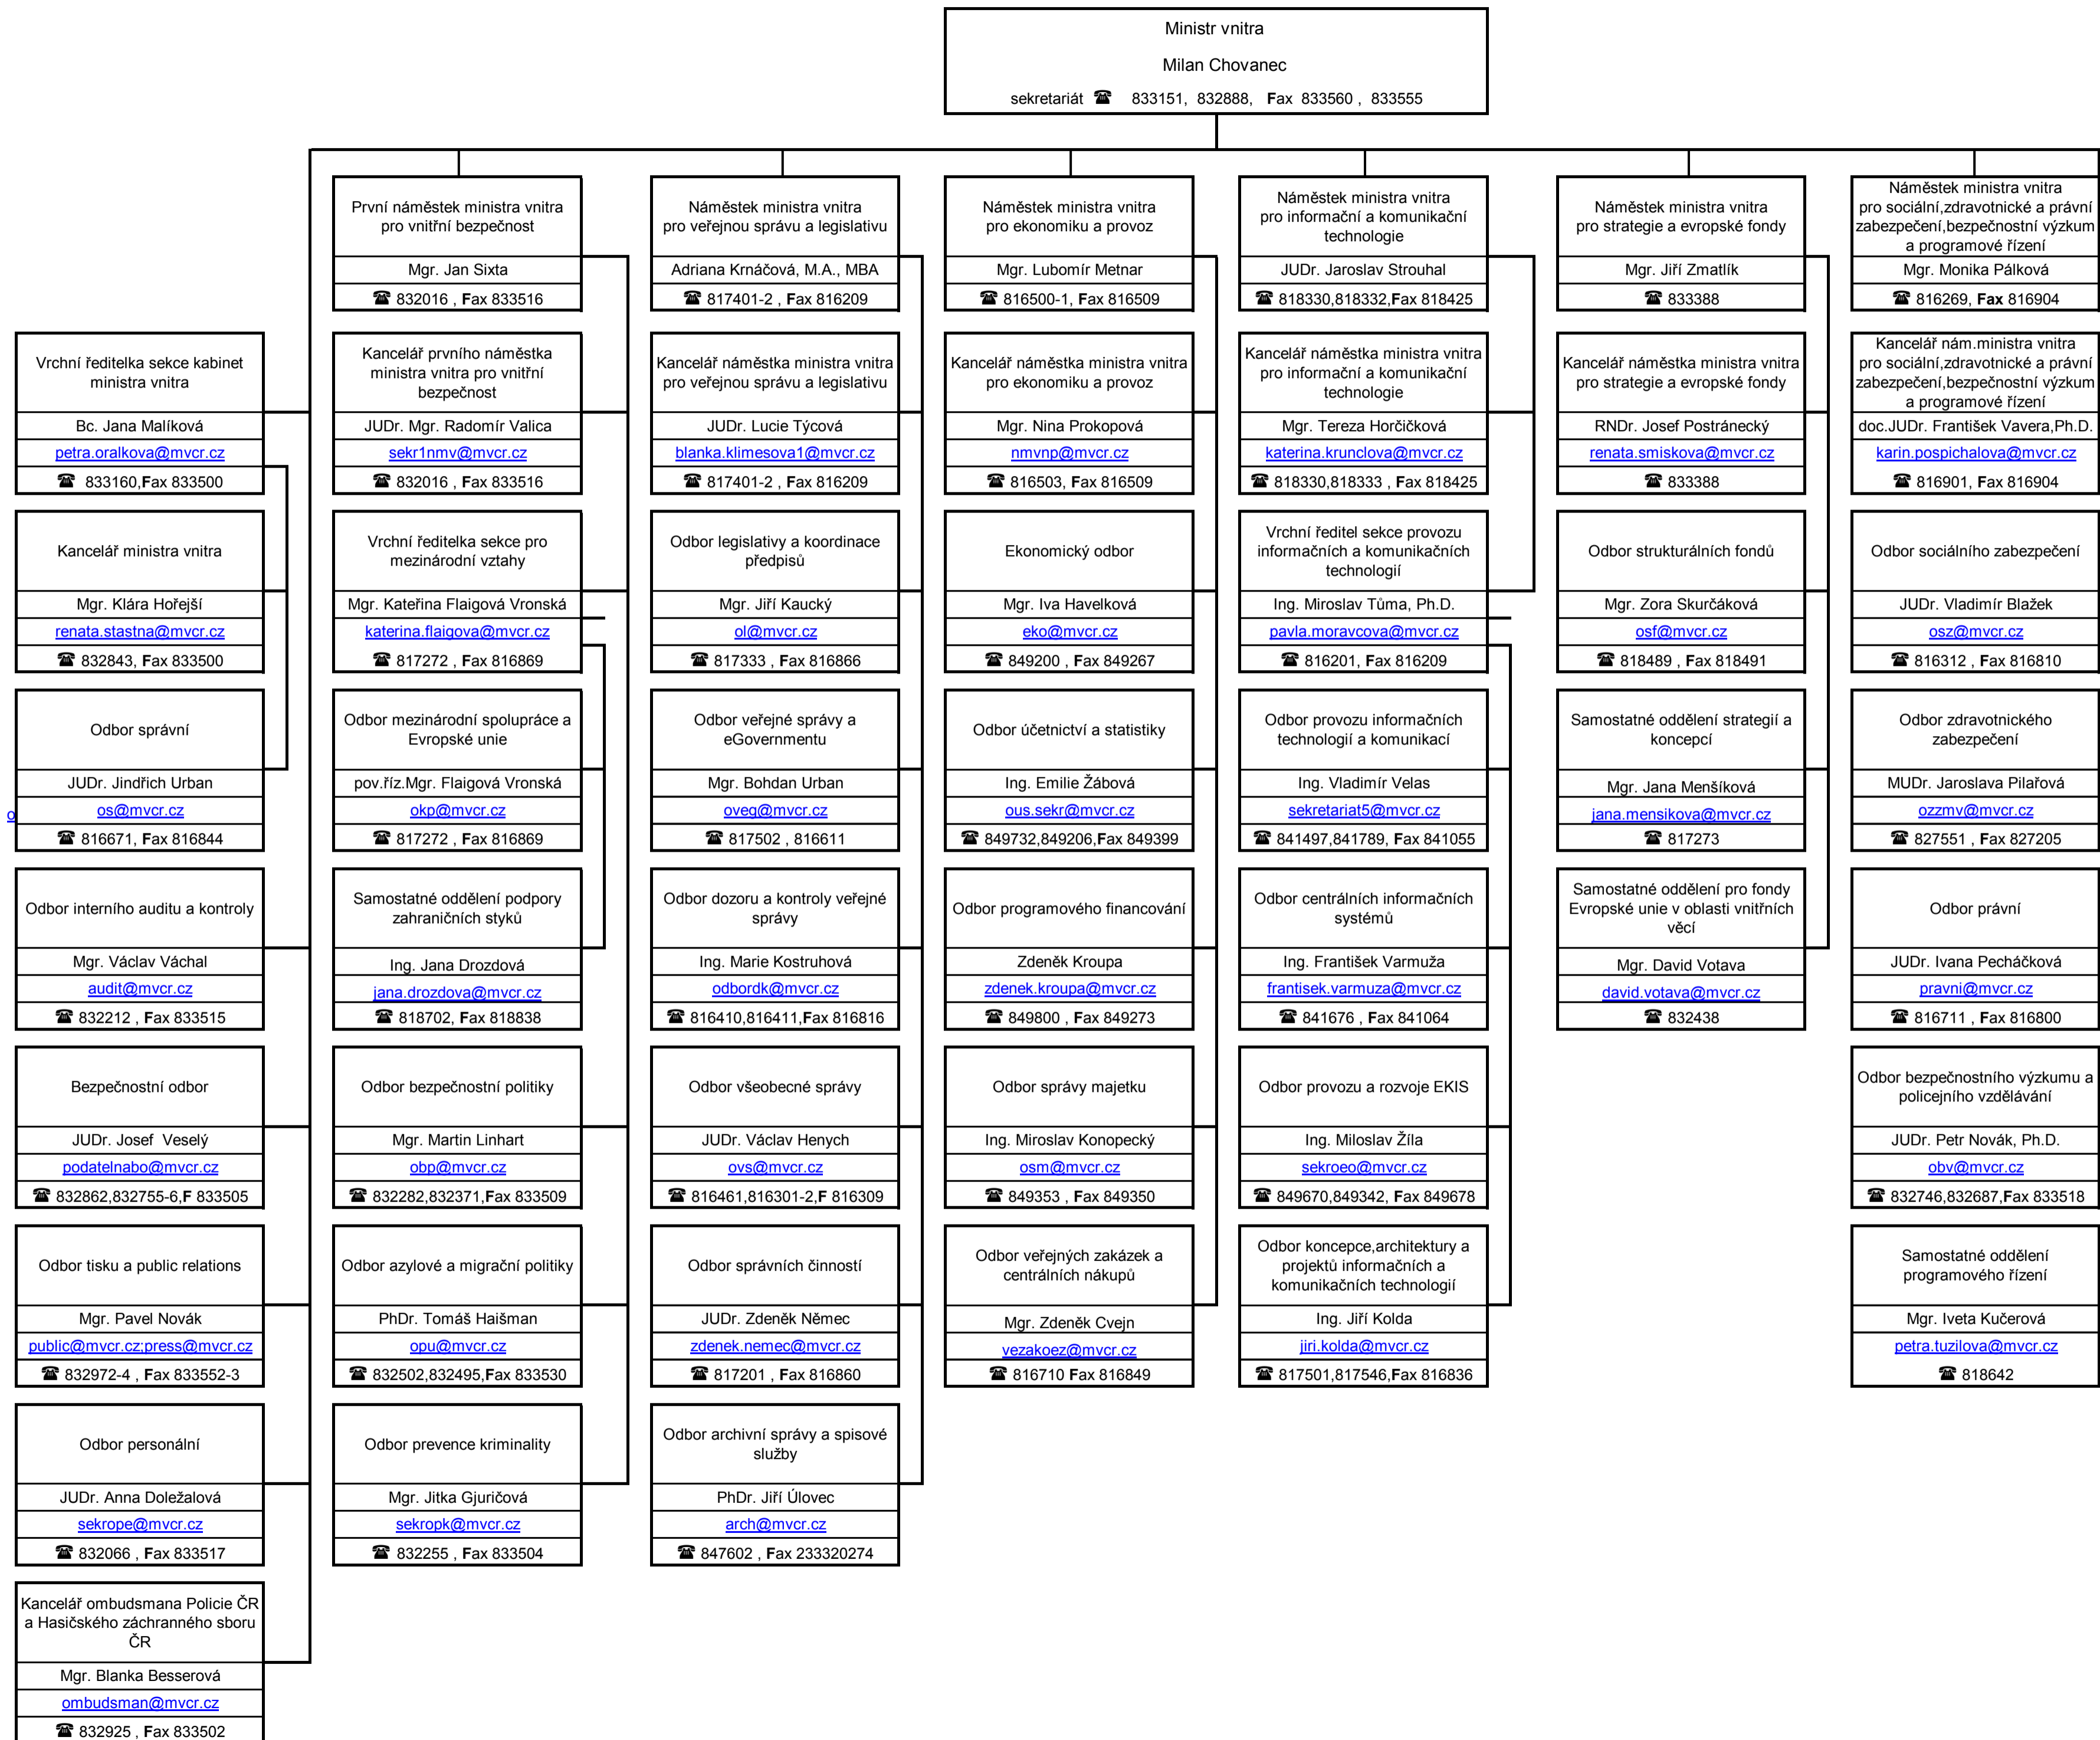 Ministr vnitra
Milan Chovanec
sekretariát ☎ 833151, 832888, Fax 833560 , 833555
Vrchní ředitelka sekce kabinet
ministra vnitra
Bc. Jana Malíková
petra.oralkova@mvcr.cz
☎ 833160,Fax 833500
Kancelář ministra vnitra
Mgr. Klára Hořejší
renata.stastna@mvcr.cz
☎ 832843, Fax 833500
Odbor správní
JUDr. Jindřich Urban
o
os@mvcr.cz
☎ 816671, Fax 816844
Odbor interního auditu a kontroly
Mgr. Václav Váchal
audit@mvcr.cz
☎ 832212 , Fax 833515
Bezpečnostní odbor
JUDr. Josef Veselý
podatelnabo@mvcr.cz
☎ 832862,832755-6,F 833505
Odbor tisku a public relations
Mgr. Pavel Novák
public@mvcr.cz;press@mvcr.cz
☎ 832972-4 , Fax 833552-3
Odbor personální
JUDr. Anna Doležalová
sekrope@mvcr.cz
☎ 832066 , Fax 833517
Kancelář ombudsmana Policie ČR
a Hasičského záchranného sboru
ČR
Mgr. Blanka Besserová
ombudsman@mvcr.cz
☎ 832925 , Fax 833502
První náměstek ministra vnitra
pro vnitřní bezpečnost
Mgr. Jan Sixta
☎ 832016 , Fax 833516
Kancelář prvního náměstka
ministra vnitra pro vnitřní
bezpečnost
JUDr. Mgr. Radomír Valica
sekr1nmv@mvcr.cz
☎ 832016 , Fax 833516
Vrchní ředitelka sekce pro
mezinárodní vztahy
Mgr. Kateřina Flaigová Vronská
katerina.flaigova@mvcr.cz
☎ 817272 , Fax 816869
Odbor mezinárodní spolupráce a
Evropské unie
pov.říz.Mgr. Flaigová Vronská
okp@mvcr.cz
☎ 817272 , Fax 816869
Samostatné oddělení podpory
zahraničních styků
Ing. Jana Drozdová
jana.drozdova@mvcr.cz
☎ 818702, Fax 818838
Odbor bezpečnostní politiky
Mgr. Martin Linhart
obp@mvcr.cz
☎ 832282,832371,Fax 833509
Odbor azylové a migrační politiky
PhDr. Tomáš Haišman
opu@mvcr.cz
☎ 832502,832495,Fax 833530
Odbor prevence kriminality
Mgr. Jitka Gjuričová
sekropk@mvcr.cz
☎ 832255 , Fax 833504
Náměstek ministra vnitra
pro veřejnou správu a legislativu
Adriana Krnáčová, M.A., MBA
☎ 817401-2 , Fax 816209
Kancelář náměstka ministra vnitra
pro veřejnou správu a legislativu
JUDr. Lucie Týcová
blanka.klimesova1@mvcr.cz
☎ 817401-2 , Fax 816209
Odbor legislativy a koordinace
předpisů
Mgr. Jiří Kaucký
ol@mvcr.cz
☎ 817333 , Fax 816866
Odbor veřejné správy a
eGovernmentu
Mgr. Bohdan Urban
oveg@mvcr.cz
☎ 817502 , 816611
Odbor dozoru a kontroly veřejné
správy
Ing. Marie Kostruhová
odbordk@mvcr.cz
☎ 816410,816411,Fax 816816
Odbor všeobecné správy
JUDr. Václav Henych
ovs@mvcr.cz
☎ 816461,816301-2,F 816309
Odbor správních činností
JUDr. Zdeněk Němec
zdenek.nemec@mvcr.cz
☎ 817201 , Fax 816860
Odbor archivní správy a spisové
služby
PhDr. Jiří Úlovec
arch@mvcr.cz
☎ 847602 , Fax 233320274
Náměstek ministra vnitra
pro ekonomiku a provoz
Mgr. Lubomír Metnar
☎ 816500-1, Fax 816509
Kancelář náměstka ministra vnitra
pro ekonomiku a provoz
Mgr. Nina Prokopová
nmvnp@mvcr.cz
☎ 816503, Fax 816509
Ekonomický odbor
Mgr. Iva Havelková
eko@mvcr.cz
☎ 849200 , Fax 849267
Odbor účetnictví a statistiky
Ing. Emilie Žábová
ous.sekr@mvcr.cz
☎ 849732,849206,Fax 849399
Odbor programového financování
Zdeněk Kroupa
zdenek.kroupa@mvcr.cz
☎ 849800 , Fax 849273
Odbor správy majetku
Ing. Miroslav Konopecký
osm@mvcr.cz
☎ 849353 , Fax 849350
Odbor veřejných zakázek a
centrálních nákupů
Mgr. Zdeněk Cvejn
vezakoez@mvcr.cz
☎ 816710 Fax 816849
Náměstek ministra vnitra
pro informační a komunikační
technologie
JUDr. Jaroslav Strouhal
☎ 818330,818332,Fax 818425
Kancelář náměstka ministra vnitra
pro informační a komunikační
technologie
Mgr. Tereza Horčičková
katerina.krunclova@mvcr.cz
☎ 818330,818333 , Fax 818425
Vrchní ředitel sekce provozu
informačních a komunikačních
technologií
Ing. Miroslav Tůma, Ph.D.
pavla.moravcova@mvcr.cz
☎ 816201, Fax 816209
Odbor provozu informačních
technologií a komunikací
Ing. Vladimír Velas
sekretariat5@mvcr.cz
☎ 841497,841789, Fax 841055
Odbor centrálních informačních
systémů
Ing. František Varmuža
frantisek.varmuza@mvcr.cz
☎ 841676 , Fax 841064
Odbor provozu a rozvoje EKIS
Ing. Miloslav Žíla
sekroeo@mvcr.cz
☎ 849670,849342, Fax 849678
Odbor koncepce,architektury a
projektů informačních a
komunikačních technologií
Ing. Jiří Kolda
jiri.kolda@mvcr.cz
☎ 817501,817546,Fax 816836
Náměstek ministra vnitra
pro strategie a evropské fondy
Mgr. Jiří Zmatlík
☎ 833388
Kancelář náměstka ministra vnitra
pro strategie a evropské fondy
RNDr. Josef Postránecký
renata.smiskova@mvcr.cz
☎ 833388
Odbor strukturálních fondů
Mgr. Zora Skurčáková
osf@mvcr.cz
☎ 818489 , Fax 818491
Samostatné oddělení strategií a
koncepcí
Mgr. Jana Menšíková
jana.mensikova@mvcr.cz
☎ 817273
Samostatné oddělení pro fondy
Evropské unie v oblasti vnitřních
věcí
Mgr. David Votava
david.votava@mvcr.cz
☎ 832438
Náměstek ministra vnitra
pro sociální,zdravotnické a právní
zabezpečení,bezpečnostní výzkum
a programové řízení
Mgr. Monika Pálková
☎ 816269, Fax 816904
Kancelář nám.ministra vnitra
pro sociální,zdravotnické a právní
zabezpečení,bezpečnostní výzkum
a programové řízení
doc.JUDr. František Vavera,Ph.D.
karin.pospichalova@mvcr.cz
☎ 816901, Fax 816904
Odbor sociálního zabezpečení
JUDr. Vladimír Blažek
osz@mvcr.cz
☎ 816312 , Fax 816810
Odbor zdravotnického
zabezpečení
MUDr. Jaroslava Pilařová
ozzmv@mvcr.cz
☎ 827551 , Fax 827205
Odbor právní
JUDr. Ivana Pecháčková
pravni@mvcr.cz
☎ 816711 , Fax 816800
Odbor bezpečnostního výzkumu a
policejního vzdělávání
JUDr. Petr Novák, Ph.D.
obv@mvcr.cz
☎ 832746,832687,Fax 833518
Samostatné oddělení
programového řízení
Mgr. Iveta Kučerová
petra.tuzilova@mvcr.cz
☎ 818642